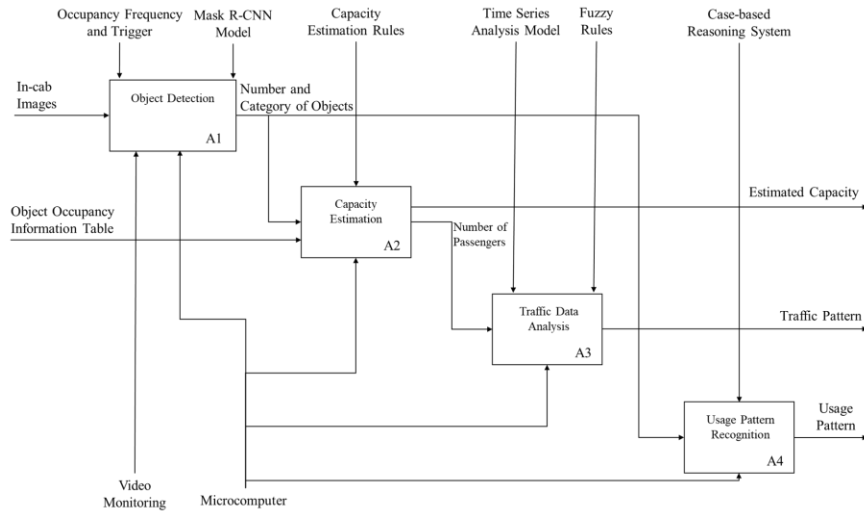 Occupancy Frequency
and Trigger
Mask R-CNN
Model
Capacity
Estimation Rules
Time Series
Analysis Model
Fuzzy
Rules
Case-based
Reasoning System
In-cab
Images
Object Detection
A1
Number and
Category of Objects
Capacity
Estimation
A2
Estimated Capacity
Object Occupancy
Information Table
Number of
Passengers
Traffic Data
Analysis
A3
Traffic Pattern
Usage Pattern
Recognition
A4
Usage
Pattern
Video
Monitoring
Microcomputer